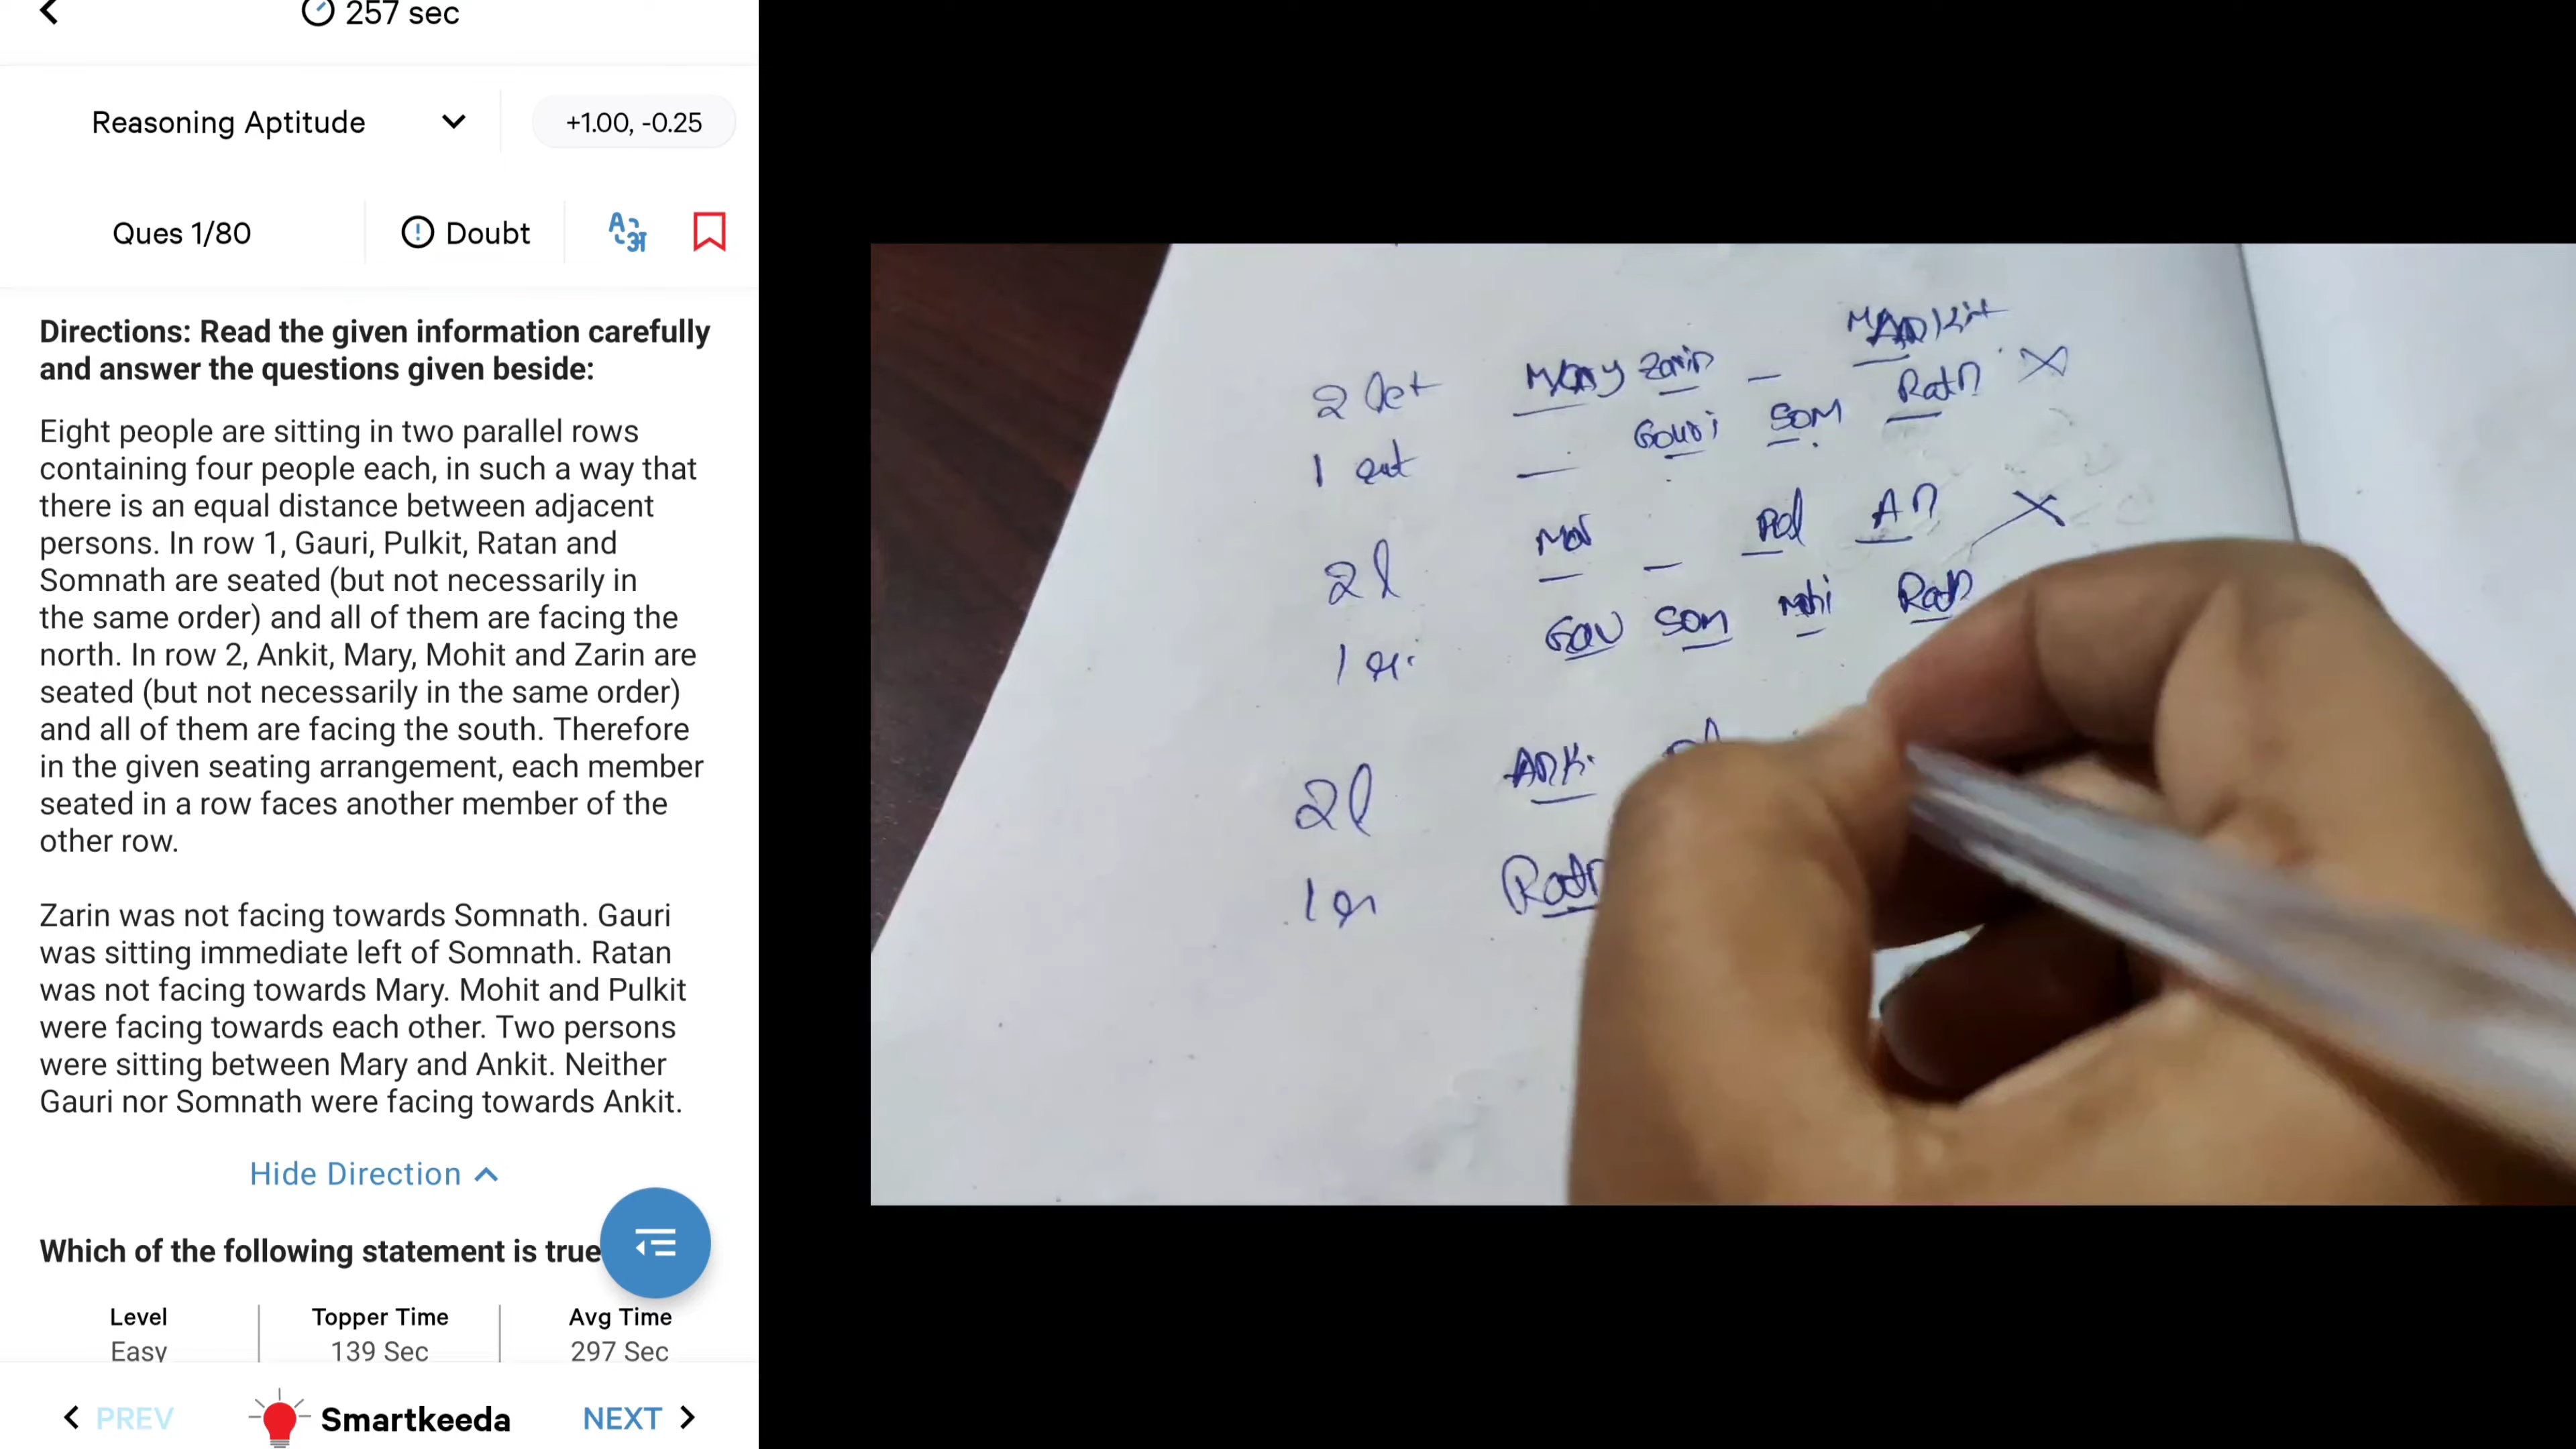 257 sec
Reasoning Aptitude
+1.00, -0.25
Ques 1/80
Doubt
Directions: Read the given information carefully
and answer the questions given beside:
Eight people are sitting in two parallel rows
containing four people each, in such a way that
there is an equal distance between adjacent
persons. In row 1, Gauri, Pulkit, Ratan and
Somnath are seated (but not necessarily in
the same order) and all of them are facing the
north. In row 2, Ankit, Mary, Mohit and Zarin are
seated (but not necessarily in the same order)
and all of them are facing the south. Therefore
in the given seating arrangement, each member
seated in a row faces another member of the
other row.
Zarin was not facing towards Somnath. Gauri
was sitting immediate left of Somnath. Ratan
was not facing towards Mary. Mohit and Pulkit
were facing towards each other. Two persons
were sitting between Mary and Ankit. Neither
Gauri nor Somnath were facing towards Ankit.
Hide Direction
Which of the following statement is true
Level Topper Time Avg Time
Easy 139 Sec 297 Sec
PREV Smartkeeda NEXT
2 Mary Zarin
1 Gouri Som Ratn
2 l An
1 Gau Som Ratn
2 l Ank
1 Ratn